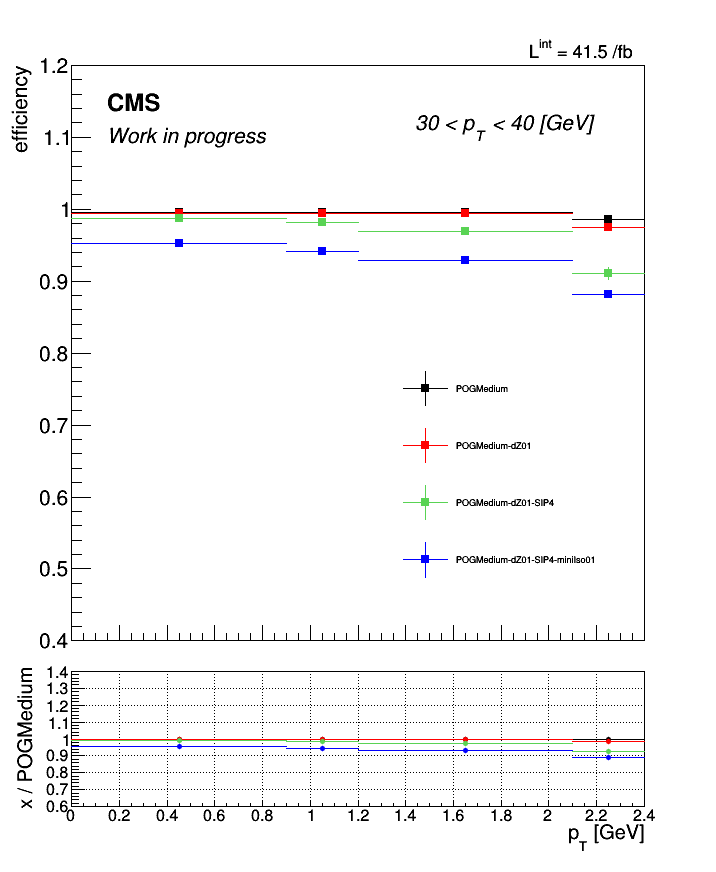 L^int = 41.5 /fb
efficiency
1.2
1.1
1
0.9
0.8
0.7
0.6
0.5
0.4
CMS
Work in progress
30 < p_T < 40 [GeV]
POGMedium
POGMedium-dZ01
POGMedium-dZ01-SIP4
POGMedium-dZ01-SIP4-miniIso01
x / POGMedium
1.4
1.3
1.2
1.1
1
0.9
0.8
0.7
0.6
0 0.2 0.4 0.6 0.8 1 1.2 1.4 1.6 1.8 2 2.2 2.4
p_T [GeV]